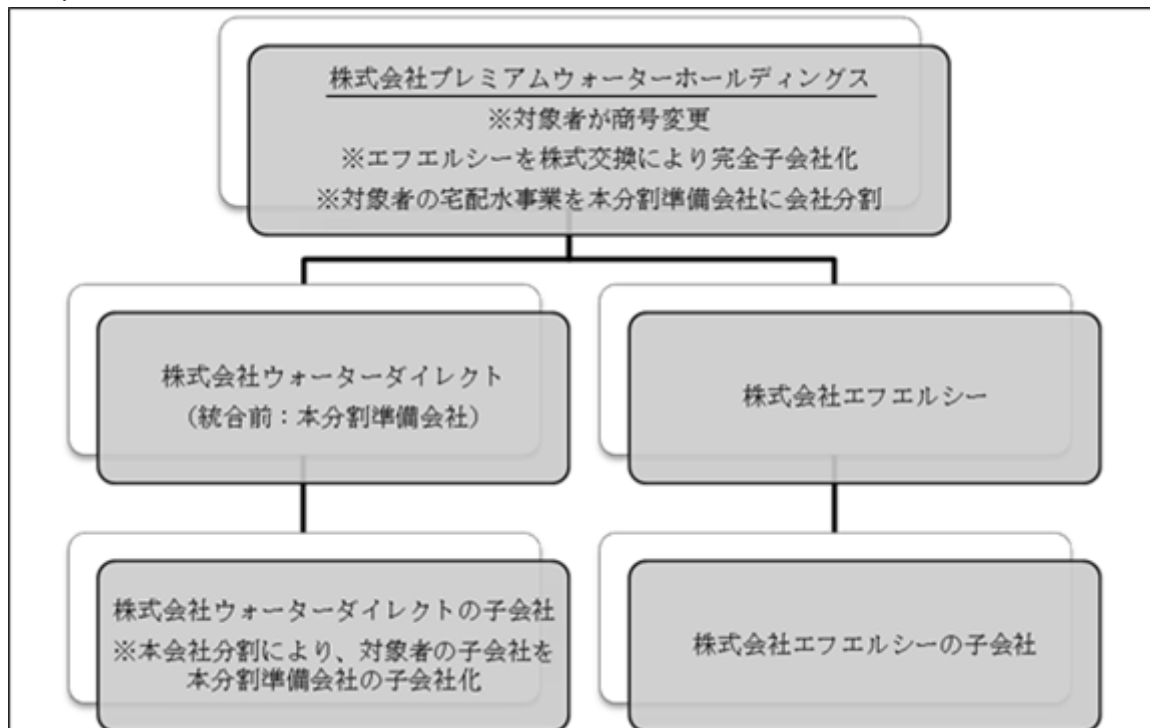 株式会社プレミアムウォーターホールディングス
※対象者が商号変更
※エフエルシーを株式交換により完全子会社化
※対象者の宅配水事業を本分割準備会社に会社分割
株式会社ウォーターダイレクト
（統合前：本分割準備会社）
株式会社エフエルシー
株式会社ウォーターダイレクトの子会社
※本会社分割により、対象者の子会社を
本分割準備会社の子会社化
株式会社エフエルシーの子会社